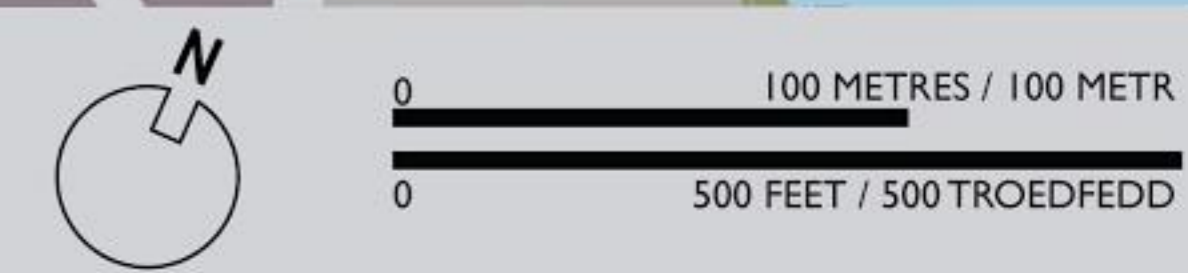 N
0 100 METRES / 100 METR
0 500 FEET / 500 TROEDFEDD